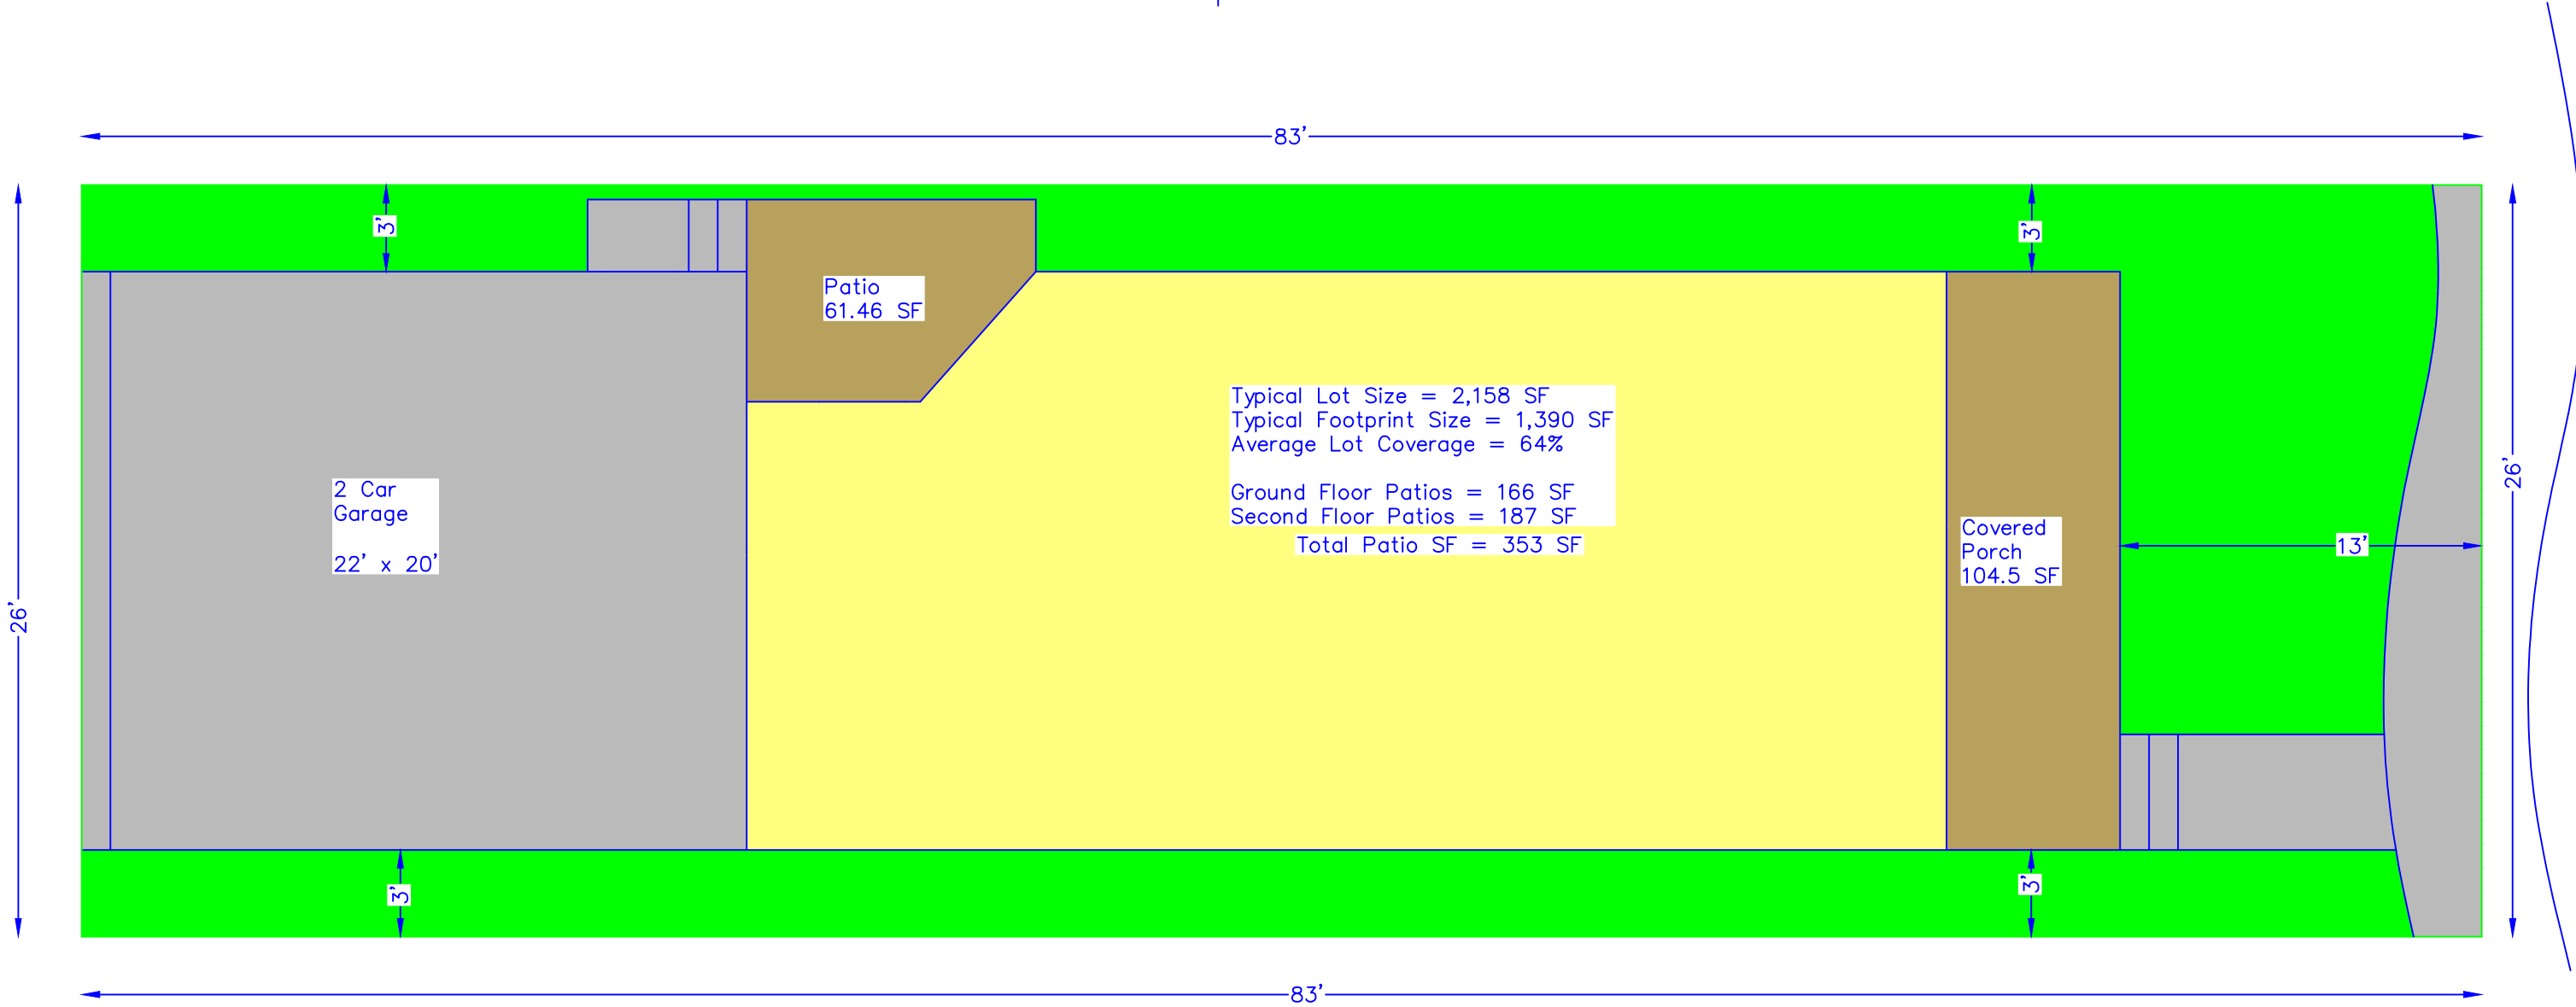 83'
3'
3'
Patio
61.46 SF
Typical Lot Size = 2,158 SF
Typical Footprint Size = 1,390 SF
Average Lot Coverage = 64%
Ground Floor Patios = 166 SF
Second Floor Patios = 187 SF
Total Patio SF = 353 SF
2 Car
Garage
22' x 20'
Covered
Porch
104.5 SF
13'
26'
26'
3'
3'
83'